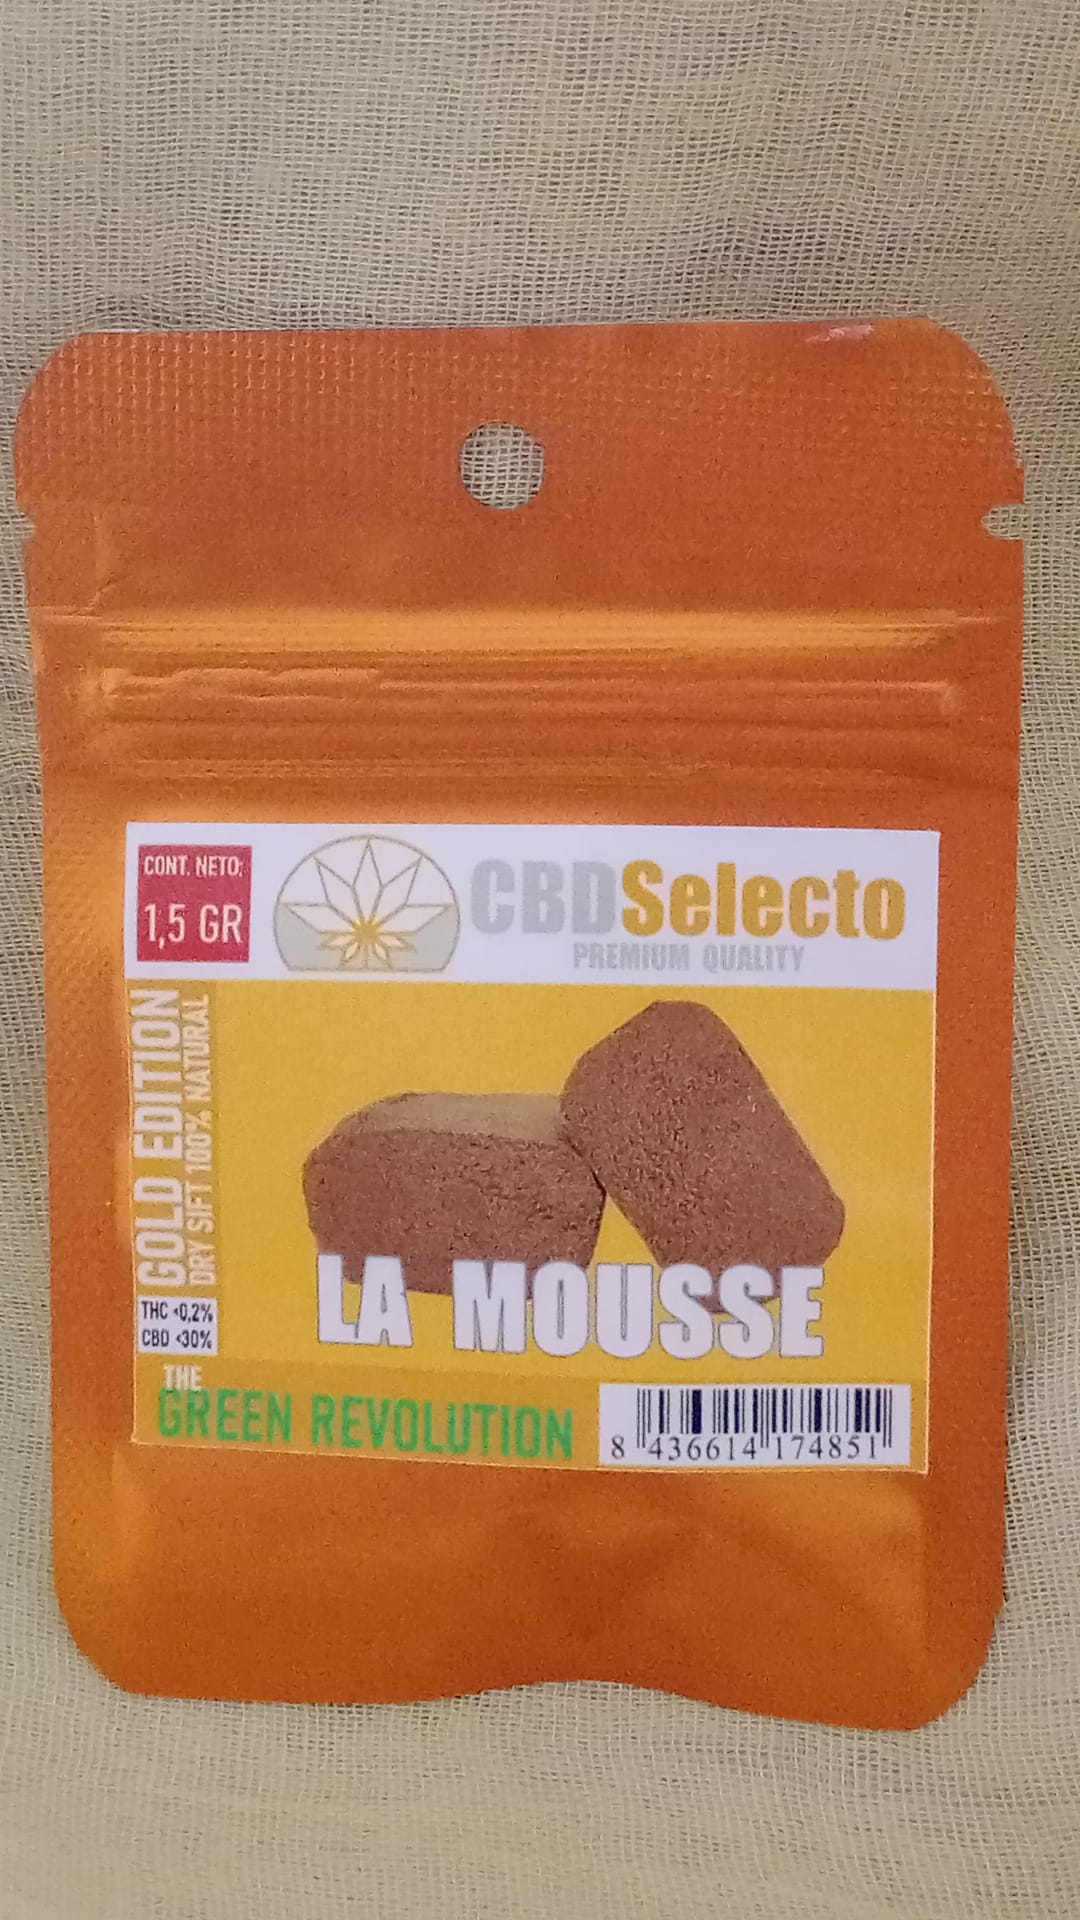 CONT. NETO:
1,5 GR
CBDSelecto
PREMIUM QUALITY
GOLD EDITION
DRY SIFT 100% NATURAL
THC <0,2%
CBD <30%
LA MOUSSE
THE
GREEN REVOLUTION
8 436614 174851